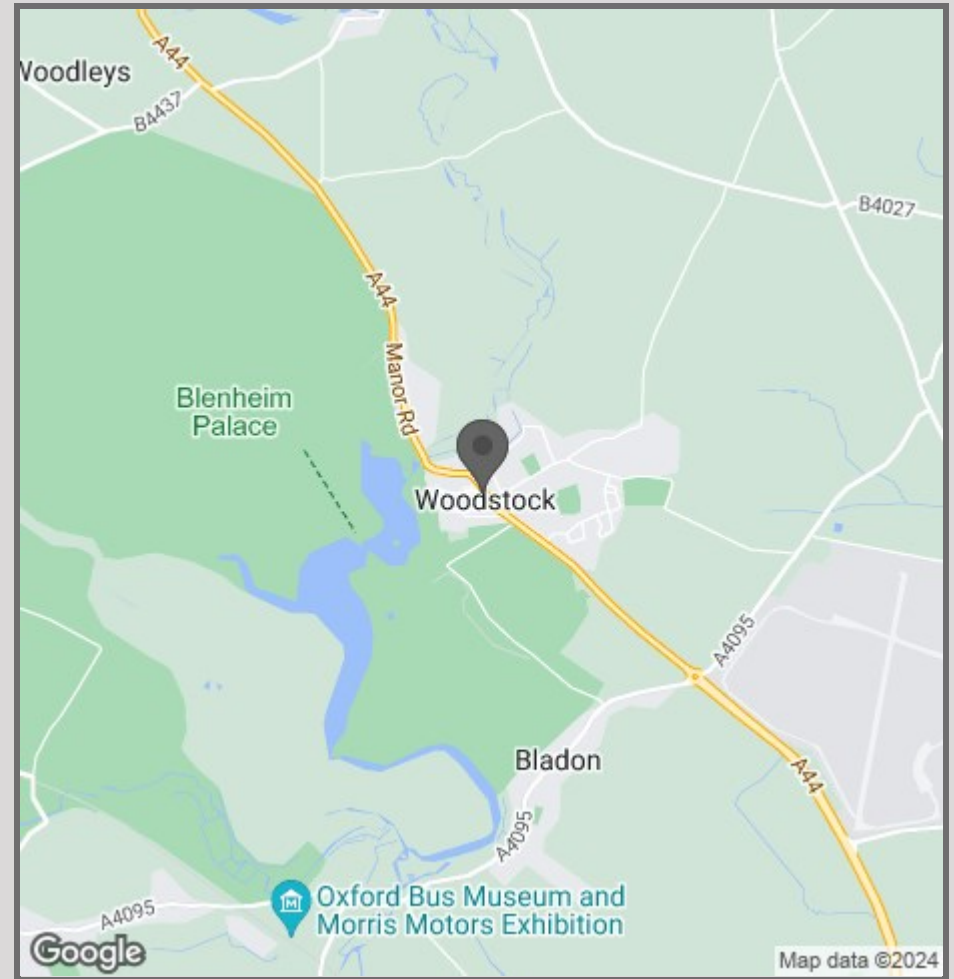 A44
Woodleys
B4437
B4027
A44
Manor Rd
Blenheim
Palace
Woodstock
A4095
Bladon
A44
A4095
Oxford Bus Museum and
Morris Motors Exhibition
A4095
M
Google
Map data ©2024